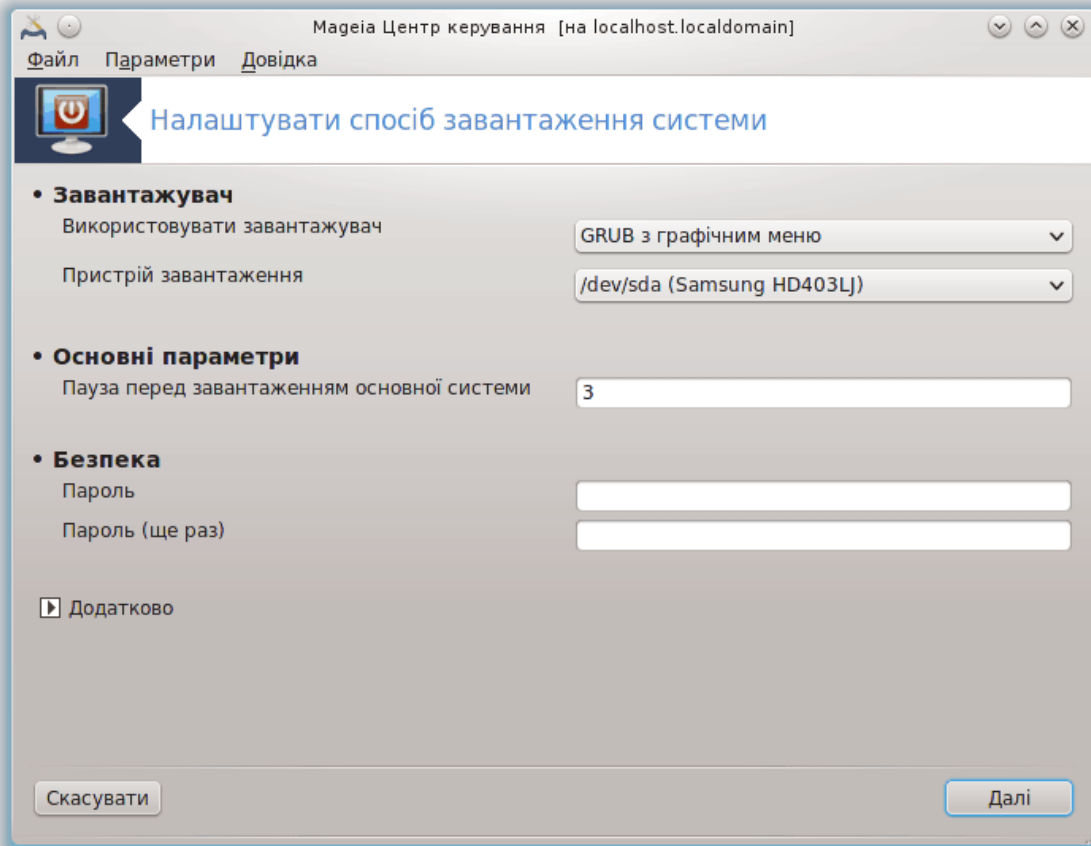 Mageia Центр керування [на localhost.localdomain]
Файл Параметри Довідка
Налаштувати спосіб завантаження системи
• Завантажувач
Використовувати завантажувач
GRUB з графічним меню
Пристрій завантаження
/dev/sda (Samsung HD403LJ)
• Основні параметри
Пауза перед завантаженням основної системи
3
• Безпека
Пароль
Пароль (ще раз)
Додатково
Скасувати
Далі